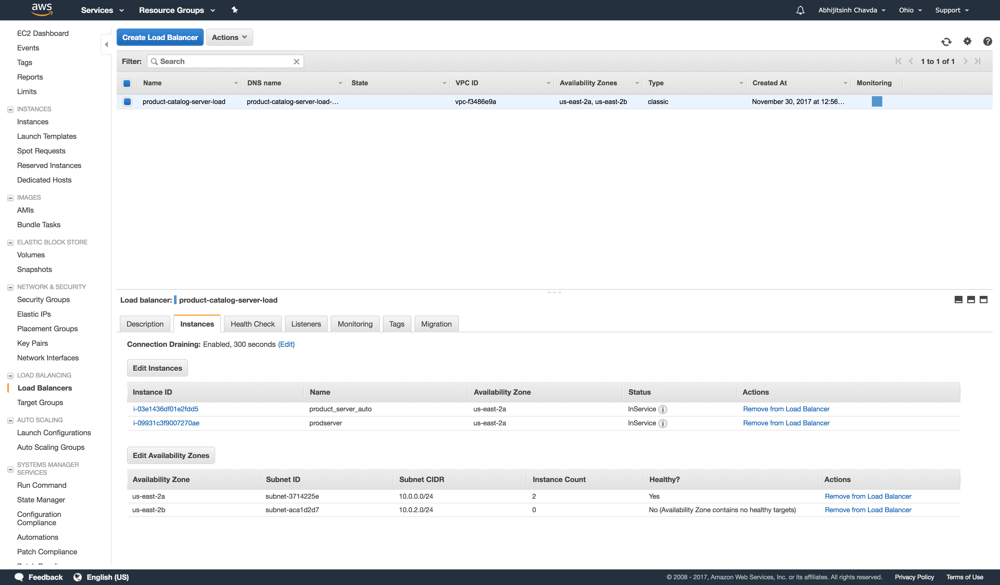 aws Services Resource Groups Abhijitsinh Chavda Ohio Support
EC2 Dashboard
Events
Tags
Reports
Limits
INSTANCES
Instances
Launch Templates
Spot Requests
Reserved Instances
Dedicated Hosts
IMAGES
AMIs
Bundle Tasks
ELASTIC BLOCK STORE
Volumes
Snapshots
NETWORK & SECURITY
Security Groups
Elastic IPs
Placement Groups
Key Pairs
Network Interfaces
LOAD BALANCING
Load Balancers
Target Groups
AUTO SCALING
Launch Configurations
Auto Scaling Groups
SYSTEMS MANAGER
SERVICES
Run Command
State Manager
Configuration
Compliance
Automations
Patch Compliance
Create Load Balancer Actions
Filter: Search 1 to 1 of 1
Name DNS name State VPC ID Availability Zones Type Created At Monitoring
product-catalog-server-load product-catalog-server-load-... vpc-f3486e9a us-east-2a, us-east-2b classic November 30, 2017 at 12:56...
Load balancer: product-catalog-server-load
Description Instances Health Check Listeners Monitoring Tags Migration
Connection Draining: Enabled, 300 seconds (Edit)
Edit Instances
Instance ID Name Availability Zone Status Actions
i-03e1436df01e2fdd5 product_server_auto us-east-2a InService Remove from Load Balancer
i-09931c3f9007270ae prodserver us-east-2a InService Remove from Load Balancer
Edit Availability Zones
Availability Zone Subnet ID Subnet CIDR Instance Count Healthy? Actions
us-east-2a subnet-3714225e 10.0.0.0/24 2 Yes Remove from Load Balancer
us-east-2b subnet-aca1d2d7 10.0.2.0/24 0 No (Availability Zone contains no healthy targets) Remove from Load Balancer
Feedback English (US) © 2008 - 2017, Amazon Web Services, Inc. or its affiliates. All rights reserved. Privacy Policy Terms of Use